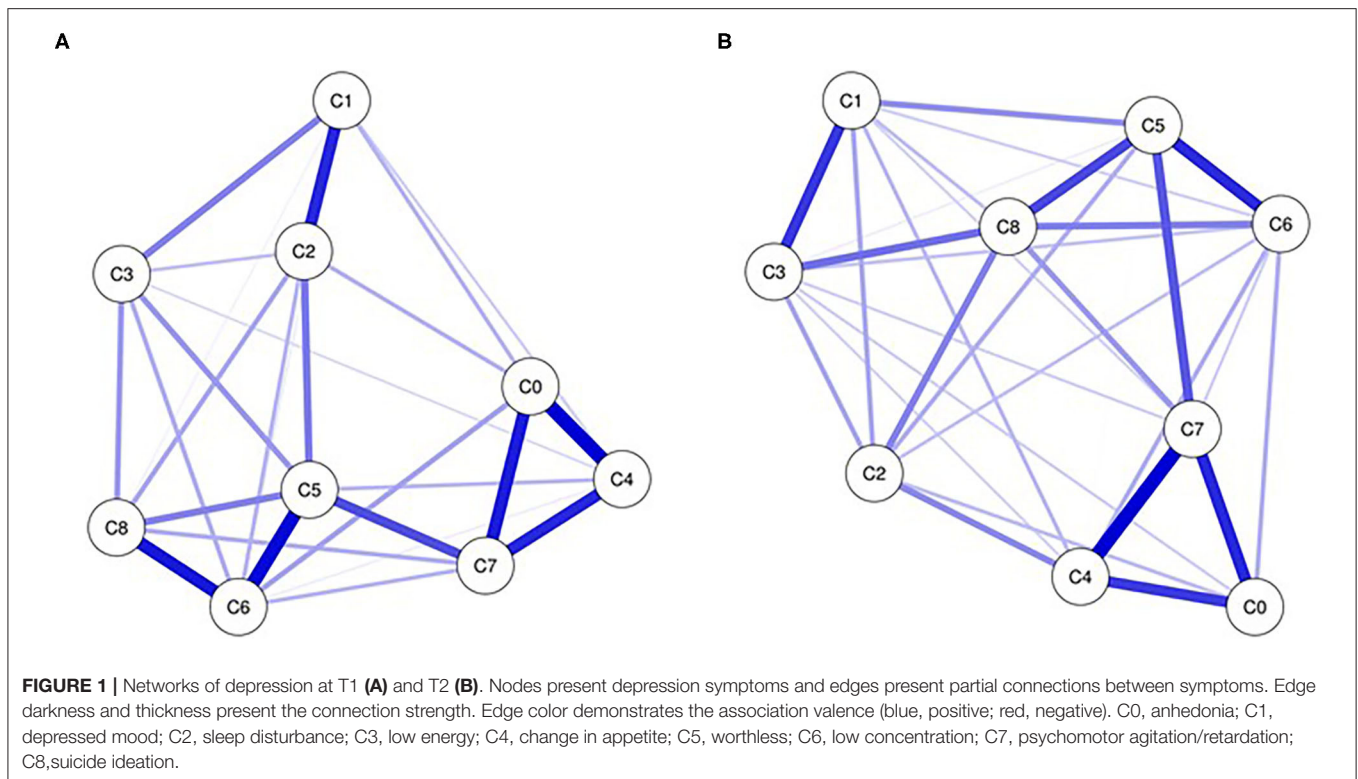 A
B
C1
C1
C5
C8
C6
C2
C3
C3
C0
C7
C4
C5
C2
C8
C7
C4
C6
C0
FIGURE 1 | Networks of depression at T1 (A) and T2 (B). Nodes present depression symptoms and edges present partial connections between symptoms. Edge
darkness and thickness present the connection strength. Edge color demonstrates the association valence (blue, positive; red, negative). C0, anhedonia; C1,
depressed mood; C2, sleep disturbance; C3, low energy; C4, change in appetite; C5, worthless; C6, low concentration; C7, psychomotor agitation/retardation;
C8,suicide ideation.